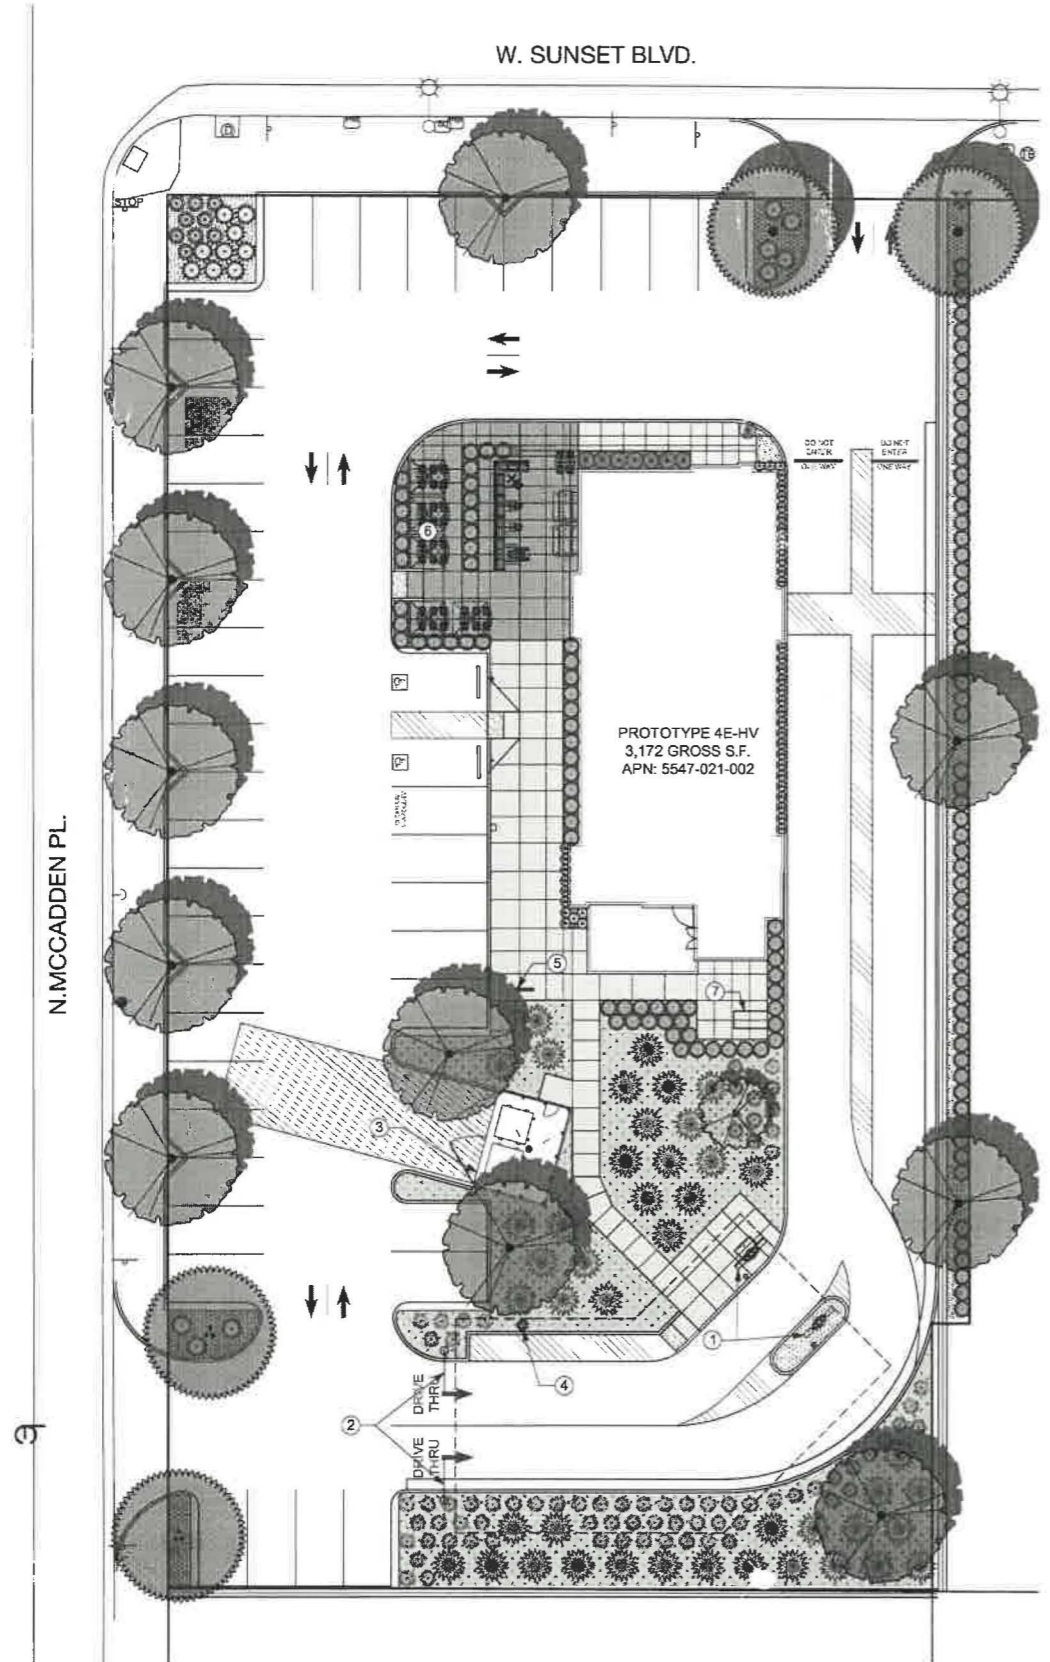 W. SUNSET BLVD.
D
STOP
DO NOT
ENTER
ONE WAY
DO NOT
ENTER
ONE WAY
6
PROTOTYPE 4E-HV
3,172 GROSS S.F.
APN: 5547-021-002
N.MCCADDEN PL.
5
7
3
1
4
2
DRIVE
THRU
DRIVE
THRU